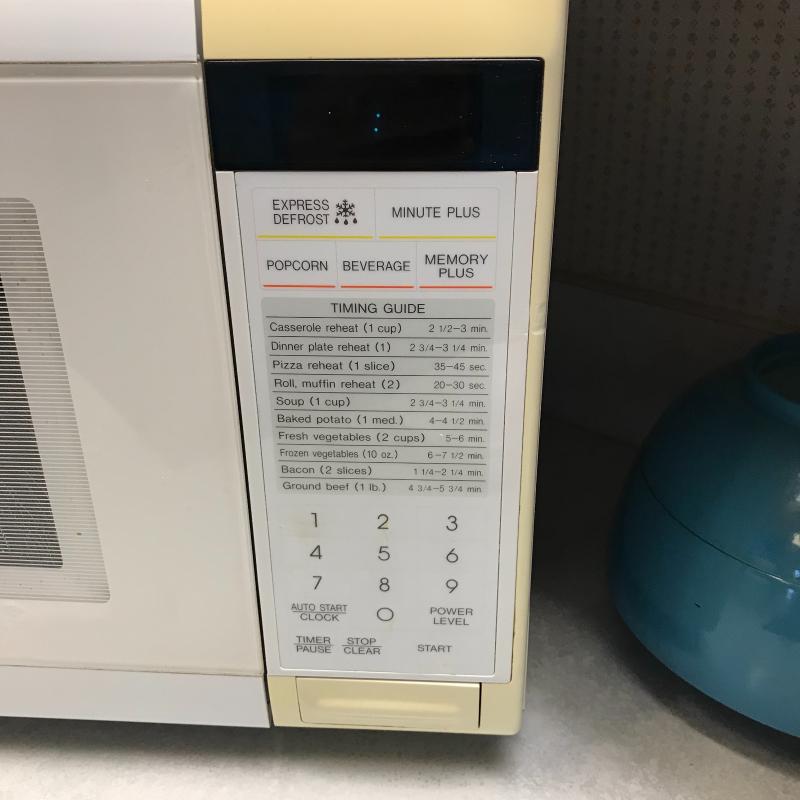 :
EXPRESS DEFROST
MINUTE PLUS
POPCORN
BEVERAGE
MEMORY PLUS
TIMING GUIDE
Casserole reheat (1 cup) 2 1/2–3 min.
Dinner plate reheat (1) 2 3/4–3 1/4 min.
Pizza reheat (1 slice) 35–45 sec.
Roll, muffin reheat (2) 20–30 sec.
Soup (1 cup) 2 3/4–3 1/4 min.
Baked potato (1 med.) 4–4 1/2 min.
Fresh vegetables (2 cups) 5–6 min.
Frozen vegetables (10 oz.) 6–7 1/2 min.
Bacon (2 slices) 1 1/4–2 1/4 min.
Ground beef (1 lb.) 4 3/4–5 3/4 min.
1 2 3
4 5 6
7 8 9
AUTO START
CLOCK
0
POWER LEVEL
TIMER
PAUSE
STOP
CLEAR
START